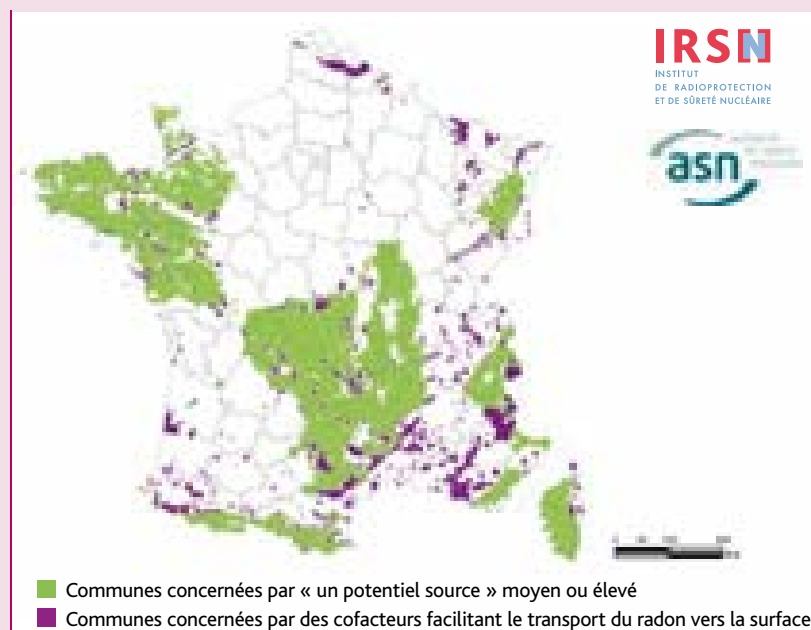 IRSN
INSTITUT
DE RADIOPROTECTION
ET DE SÛRETÉ NUCLÉAIRE
asn
Communes concernées par « un potentiel source » moyen ou élevé
Communes concernées par des cofacteurs facilitant le transport du radon vers la surface